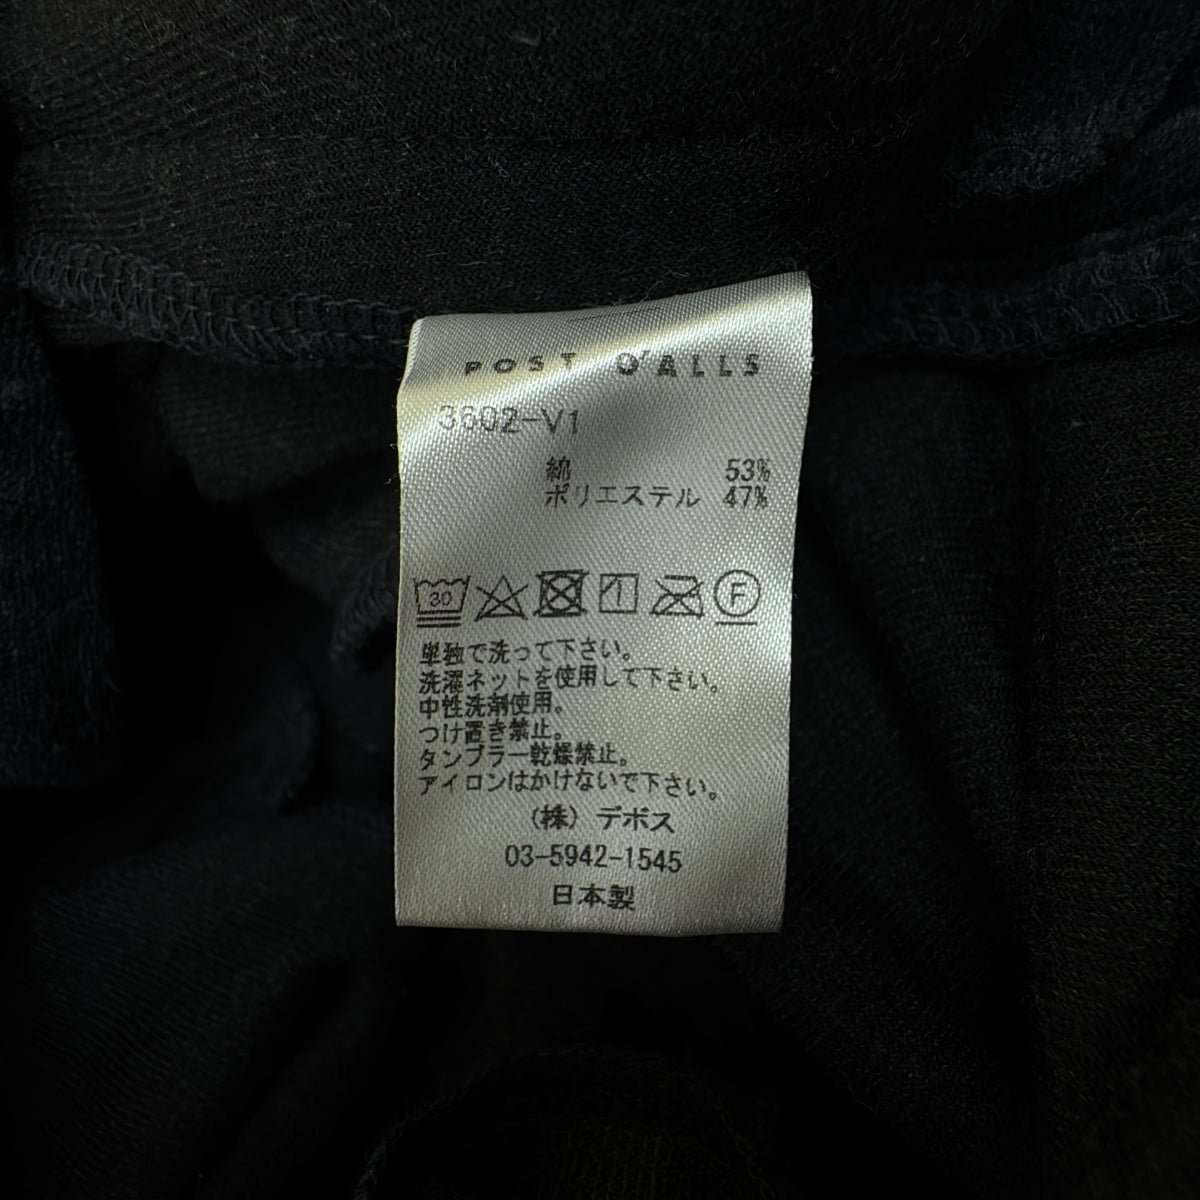 POST O'ALLS
3602-V1
綿 53%
ポリエステル 47%
30 F
単独で洗って下さい。
洗濯ネットを使用して下さい。
中性洗剤使用。
つけ置き禁止。
タンブラー乾燥禁止。
アイロンはかけないで下さい。
(株) デボス
03-5942-1545
日本製